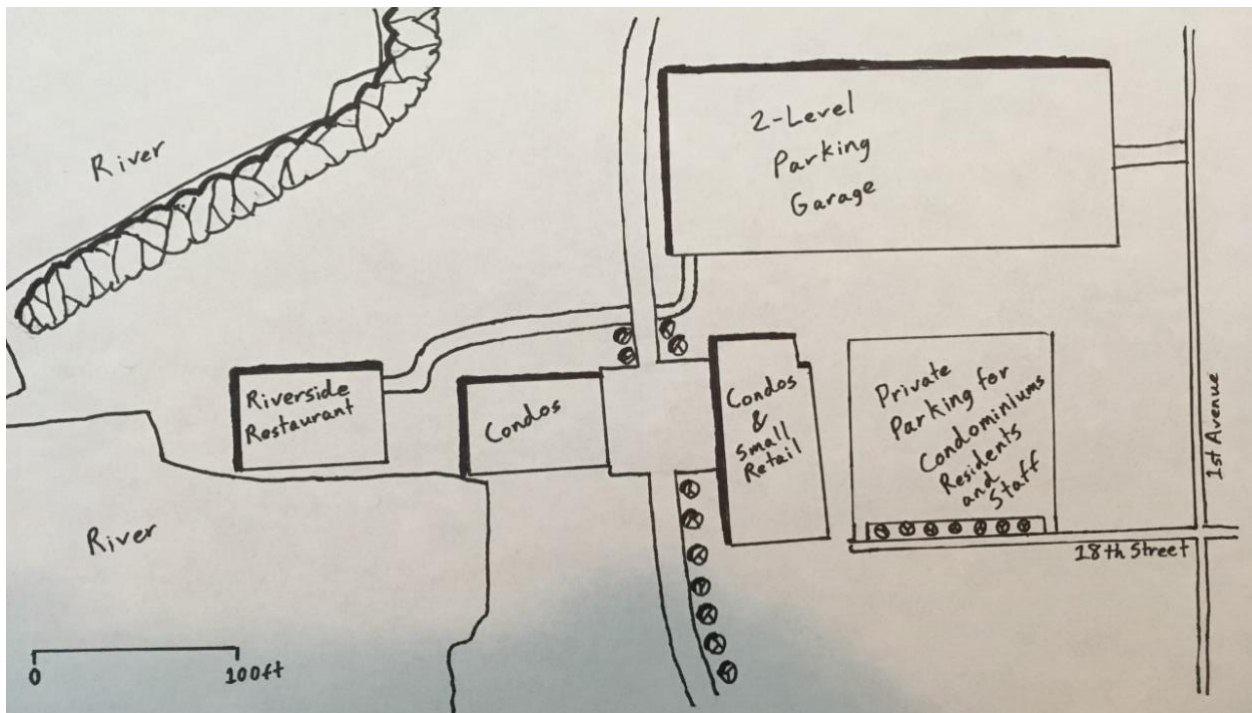 River
2-Level
Parking
Garage
Riverside
Restaurant
Condos
Condos
&
Small
Retail
Private
Parking for
Condominiums
Residents
and
Staff
1st Avenue
18th Street
River
0
100ft